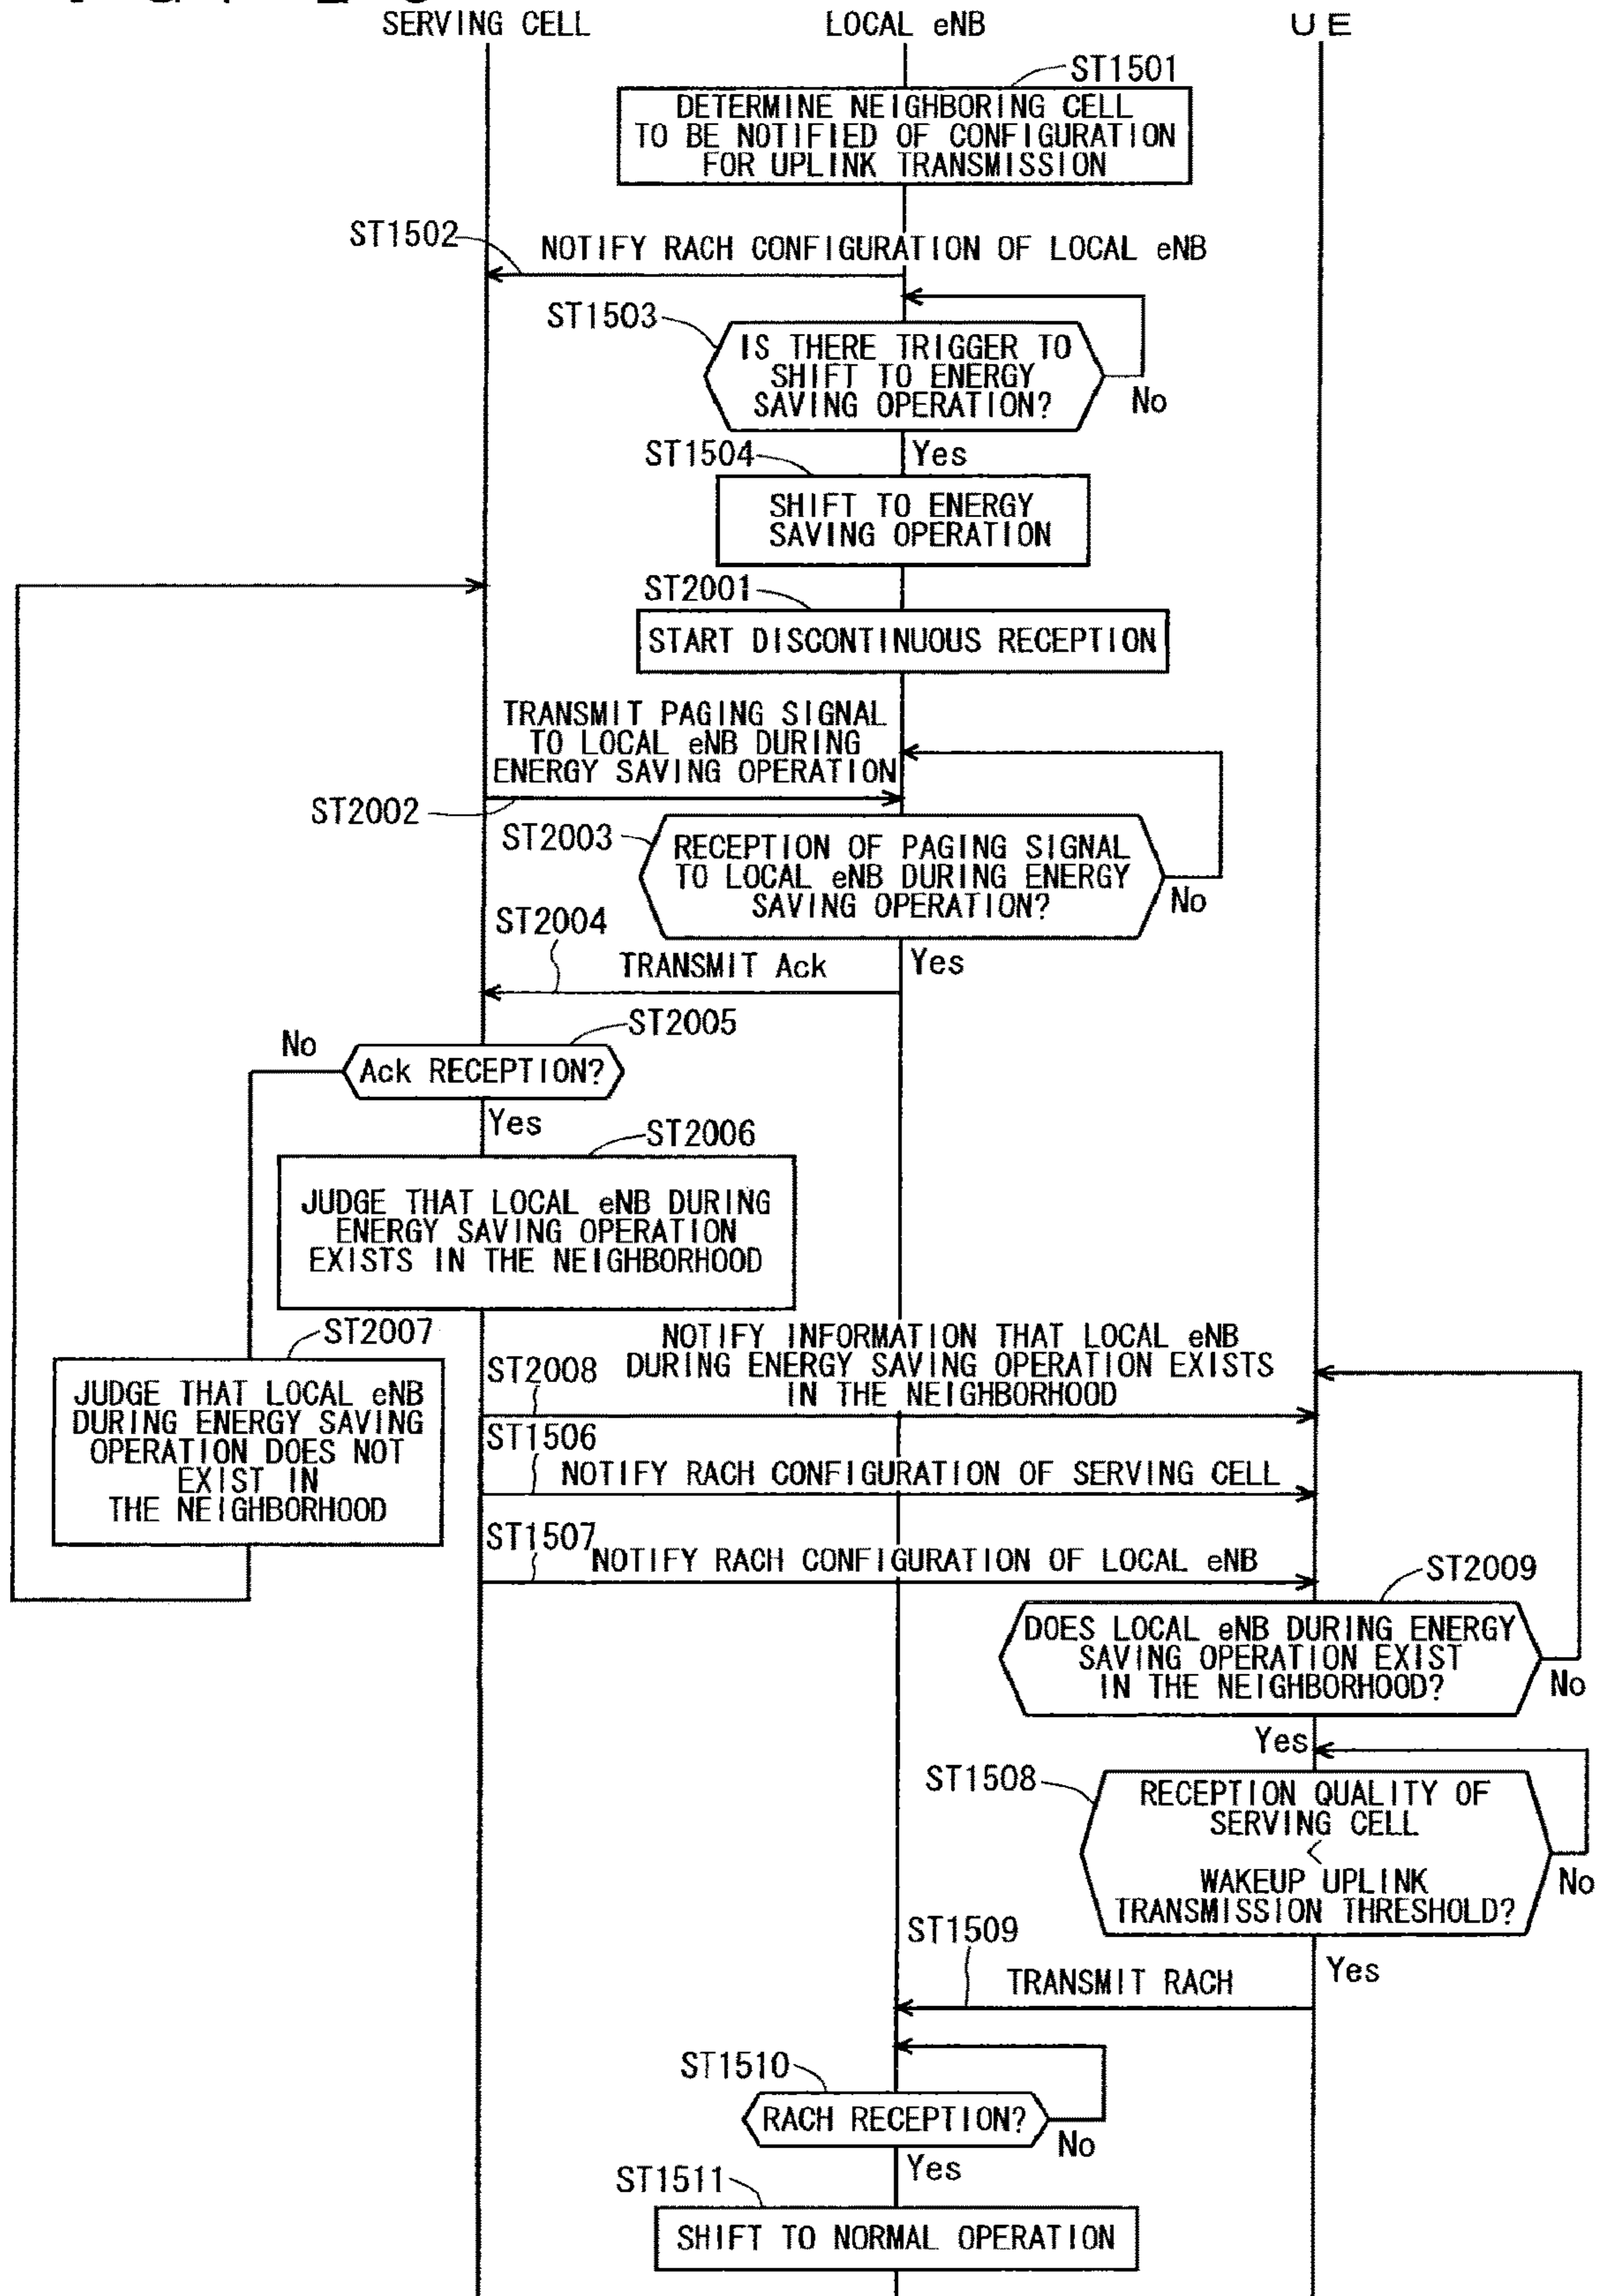 SERVING CELL
LOCAL eNB
UE
ST1501
DETERMINE NEIGHBORING CELL
TO BE NOTIFIED OF CONFIGURATION
FOR UPLINK TRANSMISSION
ST1502
NOTIFY RACH CONFIGURATION OF LOCAL eNB
ST1503
IS THERE TRIGGER TO
SHIFT TO ENERGY
SAVING OPERATION?
No
Yes
ST1504
SHIFT TO ENERGY
SAVING OPERATION
ST2001
START DISCONTINUOUS RECEPTION
TRANSMIT PAGING SIGNAL
TO LOCAL eNB DURING
ENERGY SAVING OPERATION
ST2002
ST2003
RECEPTION OF PAGING SIGNAL
TO LOCAL eNB DURING ENERGY
SAVING OPERATION?
No
Yes
ST2004
TRANSMIT Ack
ST2005
No
Ack RECEPTION?
Yes
ST2006
JUDGE THAT LOCAL eNB DURING
ENERGY SAVING OPERATION
EXISTS IN THE NEIGHBORHOOD
ST2007
JUDGE THAT LOCAL eNB
DURING ENERGY SAVING
OPERATION DOES NOT
EXIST IN
THE NEIGHBORHOOD
ST2008
NOTIFY INFORMATION THAT LOCAL eNB
DURING ENERGY SAVING OPERATION EXISTS
IN THE NEIGHBORHOOD
ST1506
NOTIFY RACH CONFIGURATION OF SERVING CELL
ST1507
NOTIFY RACH CONFIGURATION OF LOCAL eNB
ST2009
DOES LOCAL eNB DURING ENERGY
SAVING OPERATION EXIST
IN THE NEIGHBORHOOD?
No
Yes
ST1508
RECEPTION QUALITY OF
SERVING CELL
<
WAKEUP UPLINK
TRANSMISSION THRESHOLD?
No
Yes
ST1509
TRANSMIT RACH
ST1510
RACH RECEPTION?
No
Yes
ST1511
SHIFT TO NORMAL OPERATION